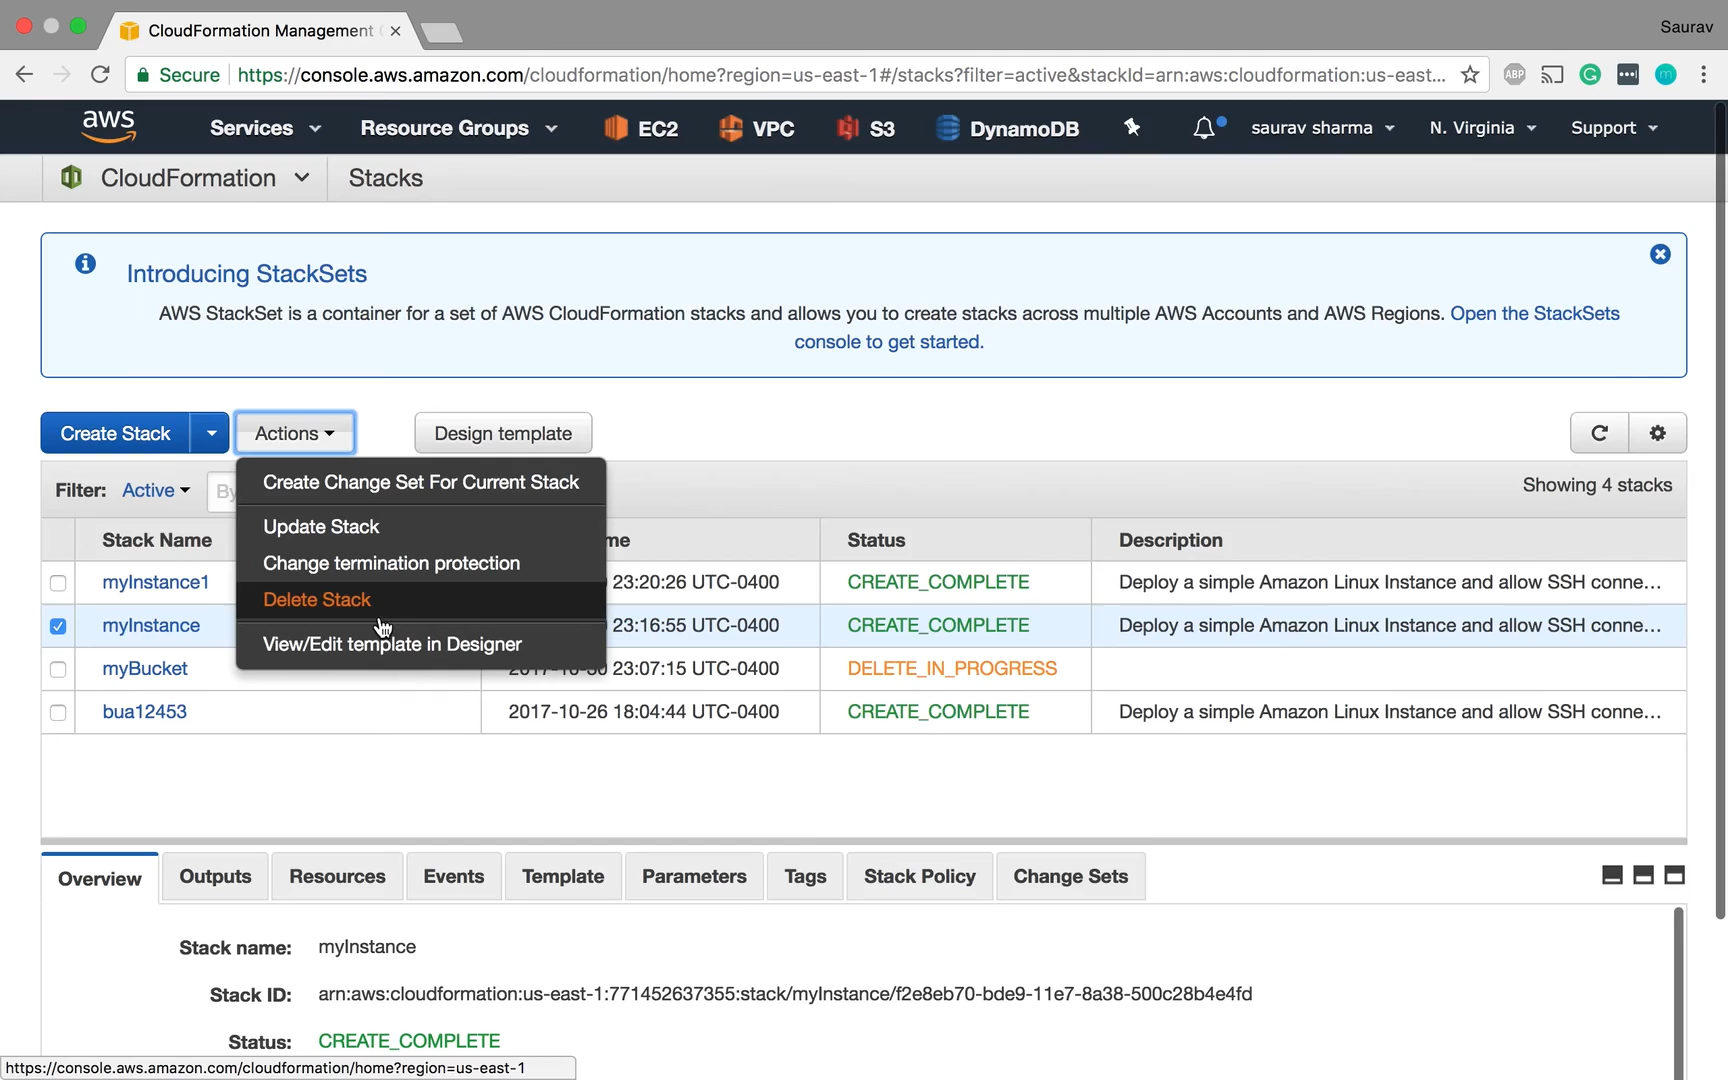 CloudFormation Management
Saurav
Secure
https://console.aws.amazon.com/cloudformation/home?region=us-east-1#/stacks?filter=active&stackId=arn:aws:cloudformation:us-east...
ABP
m
aws
Services
Resource Groups
EC2
VPC
S3
DynamoDB
saurav sharma
N. Virginia
Support
CloudFormation
Stacks
Introducing StackSets
AWS StackSet is a container for a set of AWS CloudFormation stacks and allows you to create stacks across multiple AWS Accounts and AWS Regions. Open the StackSets
console to get started.
Create Stack
Actions
Design template
Create Change Set For Current Stack
Update Stack
Change termination protection
Delete Stack
View/Edit template in Designer
Filter: Active
By
Showing 4 stacks
Stack Name
me
Status
Description
myInstance1
23:20:26 UTC-0400
CREATE_COMPLETE
Deploy a simple Amazon Linux Instance and allow SSH conne...
myInstance
23:16:55 UTC-0400
CREATE_COMPLETE
Deploy a simple Amazon Linux Instance and allow SSH conne...
myBucket
23:07:15 UTC-0400
DELETE_IN_PROGRESS
bua12453
2017-10-26 18:04:44 UTC-0400
CREATE_COMPLETE
Deploy a simple Amazon Linux Instance and allow SSH conne...
Overview
Outputs
Resources
Events
Template
Parameters
Tags
Stack Policy
Change Sets
Stack name: myInstance
Stack ID: arn:aws:cloudformation:us-east-1:771452637355:stack/myInstance/f2e8eb70-bde9-11e7-8a38-500c28b4e4fd
Status: CREATE_COMPLETE
https://console.aws.amazon.com/cloudformation/home?region=us-east-1